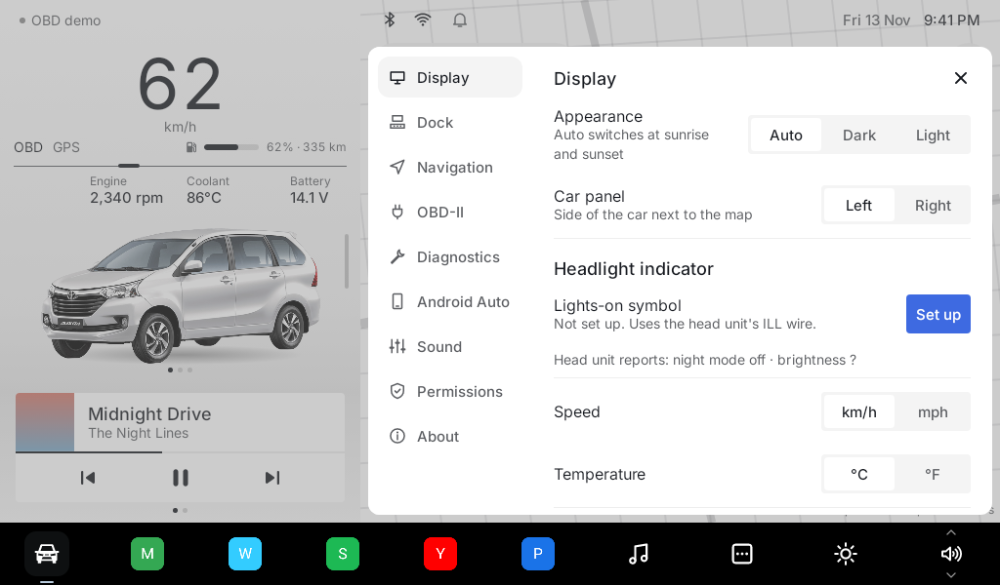 OBD demo
Fri 13 Nov 9:41 PM
62
km/h
OBD GPS
62% · 335 km
Engine
2,340 rpm
Coolant
86°C
Battery
14.1 V
Midnight Drive
The Night Lines
Display
Dock
Navigation
OBD-II
Diagnostics
Android Auto
Sound
Permissions
About
Display
Appearance
Auto switches at sunrise
and sunset
Auto Dark Light
Car panel
Side of the car next to the map
Left Right
Headlight indicator
Lights-on symbol
Not set up. Uses the head unit's ILL wire.
Set up
Head unit reports: night mode off · brightness ?
Speed
km/h mph
Temperature
°C °F
M W S Y P